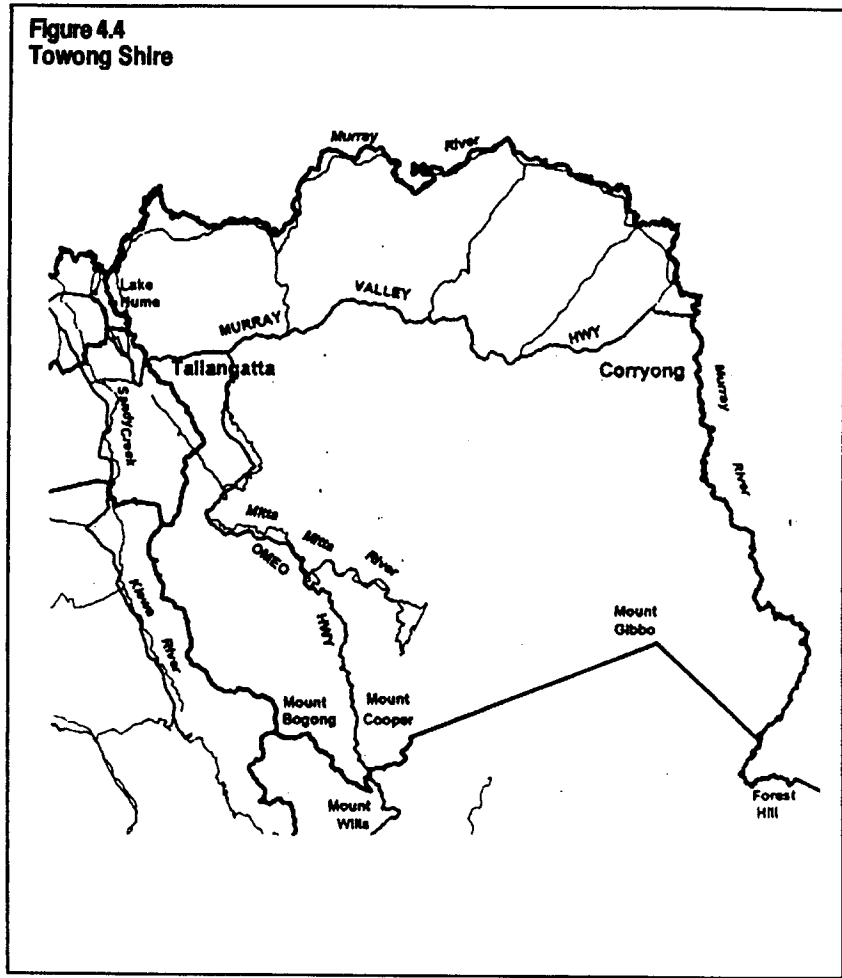 Figure 4.4
Towong Shire
Murray
River
Lake
Hume
MURRAY
VALLEY
HWY
Tallangatta
Corryong
Sandy Creek
Murray
River
Mitta
Mitta
River
OMEO
HWY
Kiewa
River
Mount
Gibbo
Mount
Bogong
Mount
Cooper
Mount
Wills
Forest
Hill